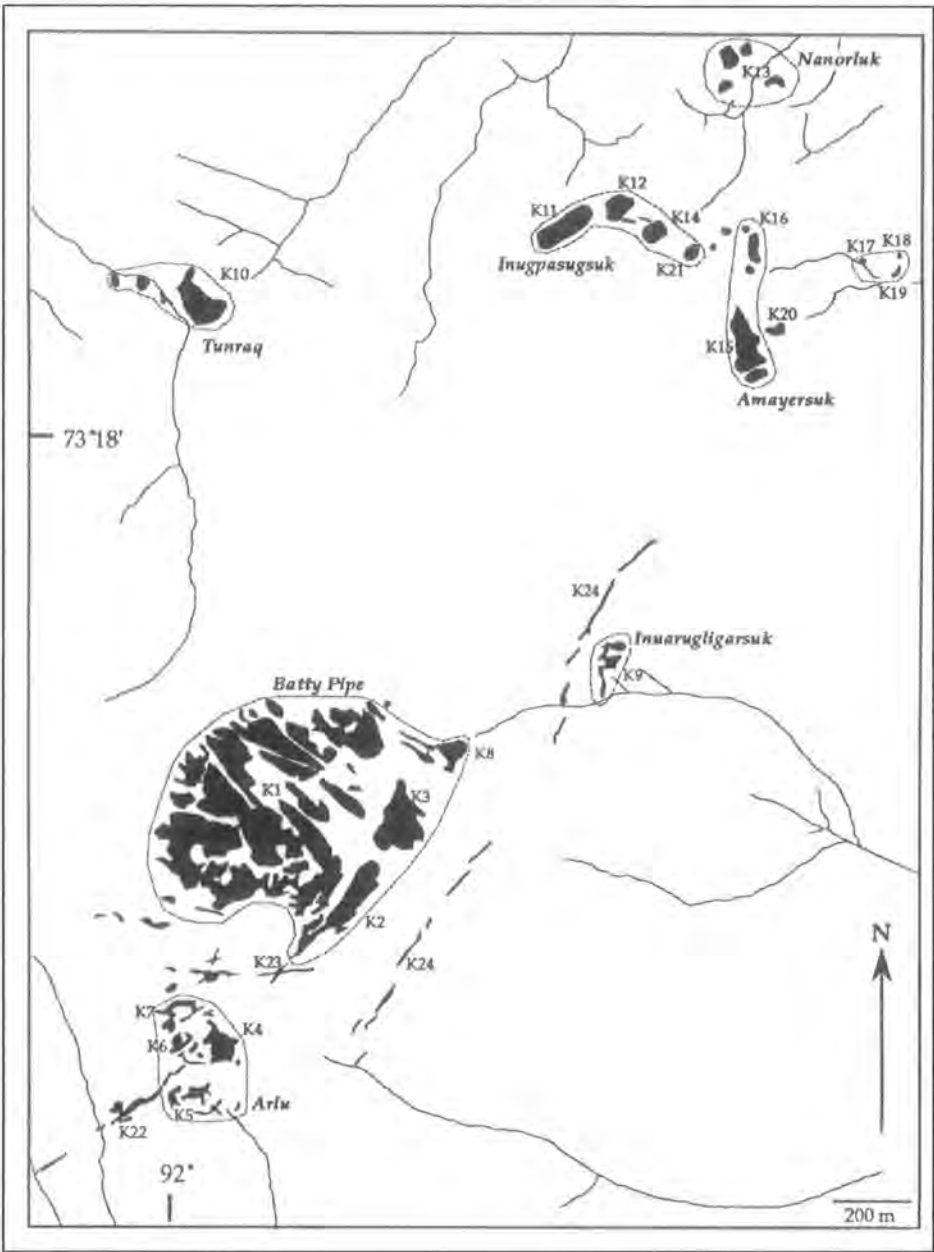 Nanorluk
K13
K12
K11
K14
K16
K17
K18
Inugpasugsuk
K21
K10
K19
K20
Tunraq
K15
Amayersuk
73°18'
K24
Inuarugligarsuk
K9
Batty Pipe
K8
K1
K3
K2
N
K23
K24
K7
K4
K6
K5
Arlu
K22
92°
200 m